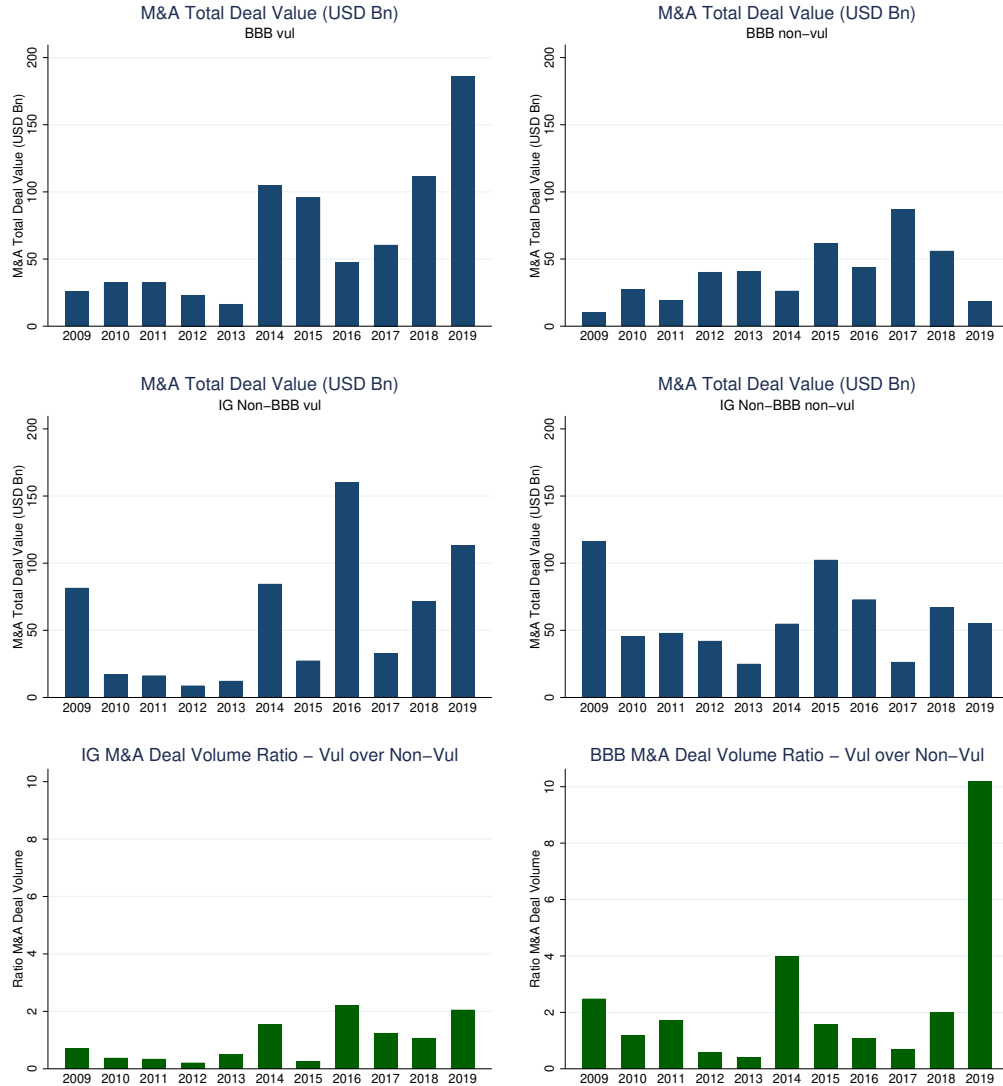 M&A Total Deal Value (USD Bn)
BBB vul
M&A Total Deal Value (USD Bn)
0 50 100 150 200
2009 2010 2011 2012 2013 2014 2015 2016 2017 2018 2019
M&A Total Deal Value (USD Bn)
BBB non−vul
M&A Total Deal Value (USD Bn)
0 50 100 150 200
2009 2010 2011 2012 2013 2014 2015 2016 2017 2018 2019
M&A Total Deal Value (USD Bn)
IG Non−BBB vul
M&A Total Deal Value (USD Bn)
0 50 100 150 200
2009 2010 2011 2012 2013 2014 2015 2016 2017 2018 2019
M&A Total Deal Value (USD Bn)
IG Non−BBB non−vul
M&A Total Deal Value (USD Bn)
0 50 100 150 200
2009 2010 2011 2012 2013 2014 2015 2016 2017 2018 2019
IG M&A Deal Volume Ratio − Vul over Non−Vul
Ratio M&A Deal Volume
0 2 4 6 8 10
2009 2010 2011 2012 2013 2014 2015 2016 2017 2018 2019
BBB M&A Deal Volume Ratio − Vul over Non−Vul
Ratio M&A Deal Volume
0 2 4 6 8 10
2009 2010 2011 2012 2013 2014 2015 2016 2017 2018 2019